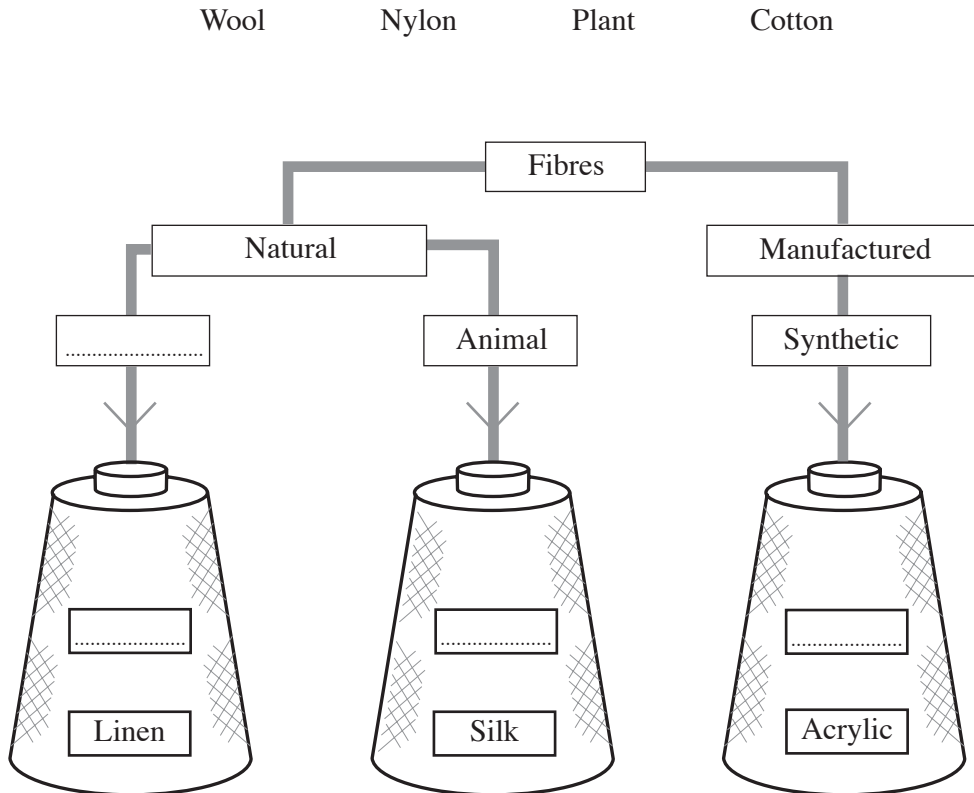 Wool Nylon Plant Cotton
Fibres
Natural Manufactured
........................... Animal Synthetic
...................... ...................... ......................
Linen Silk Acrylic